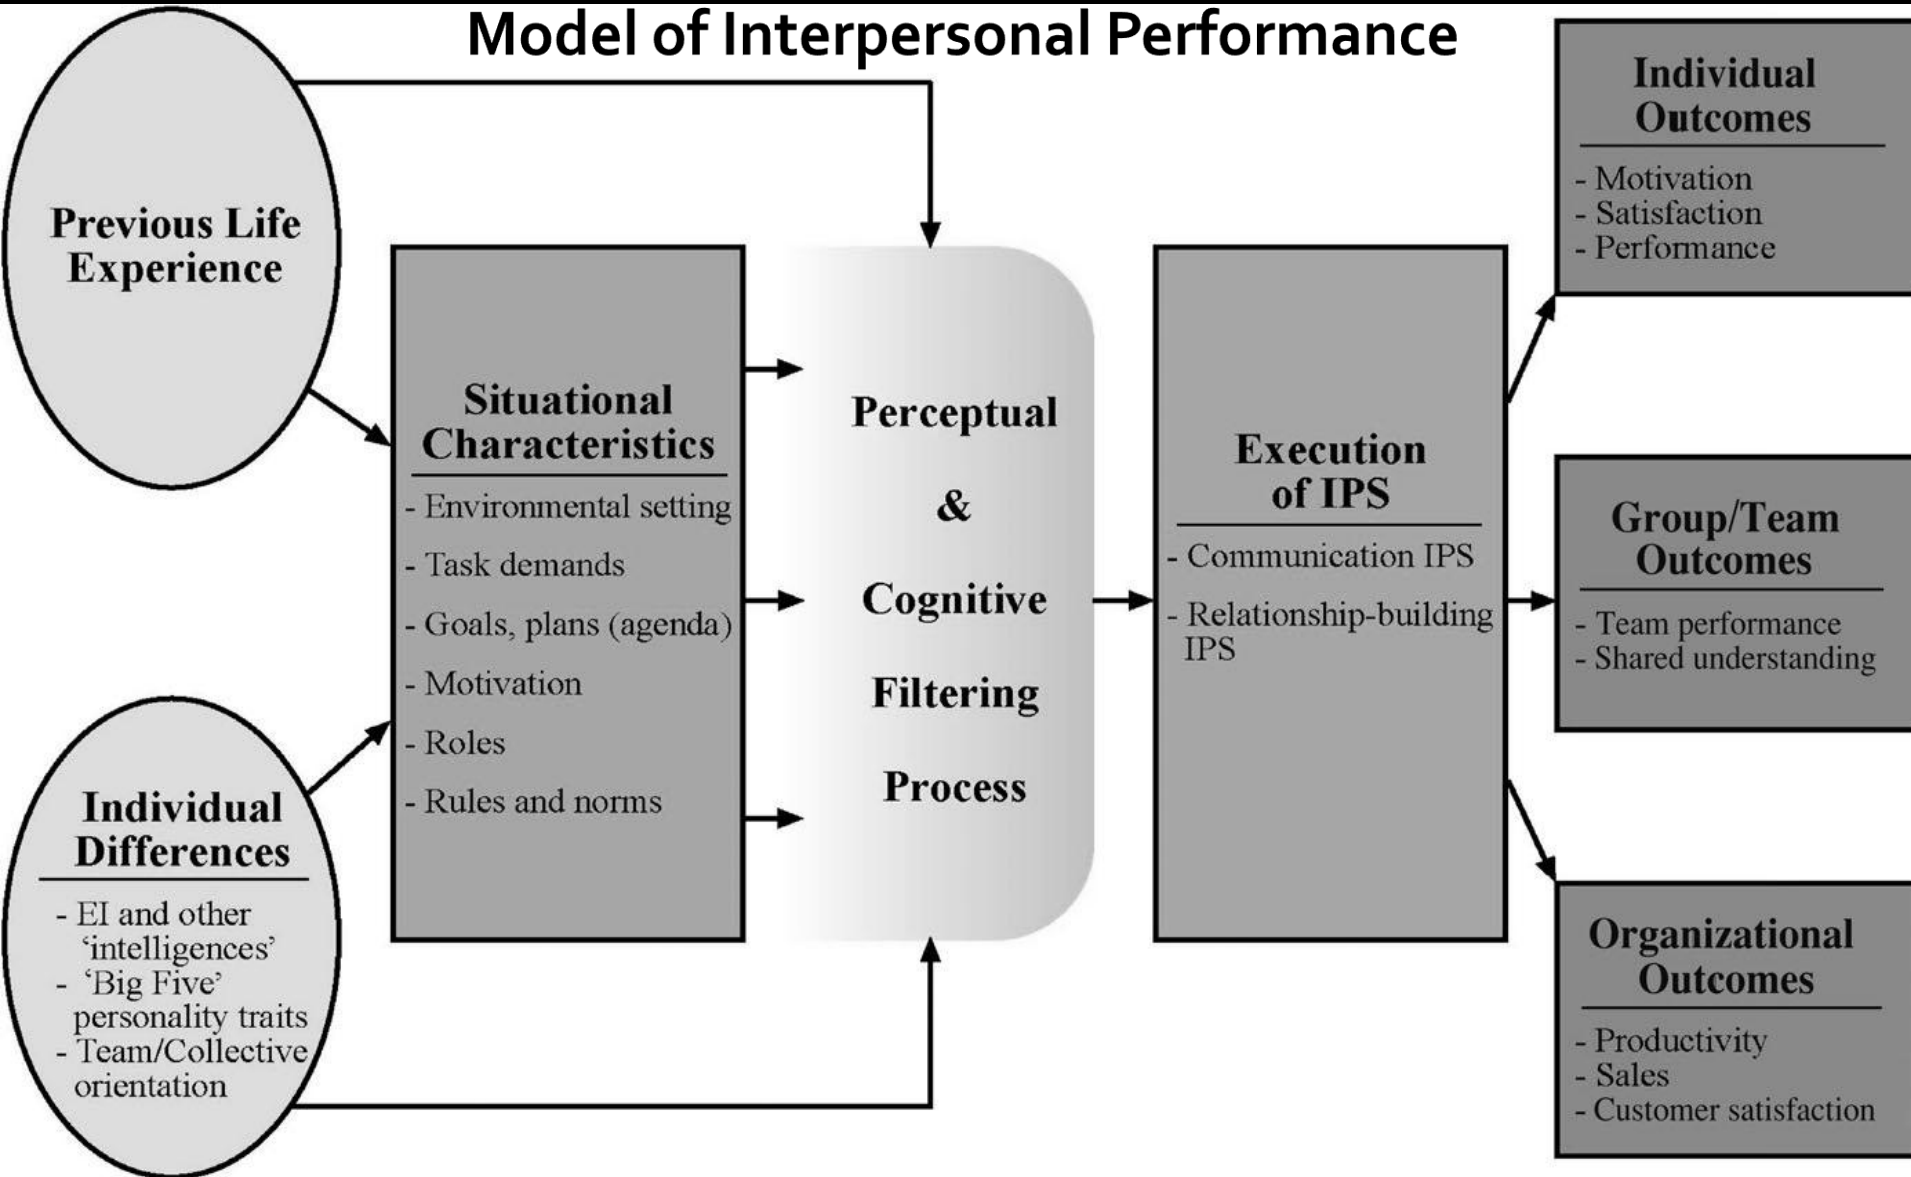 Model of Interpersonal Performance
Previous Life
Experience
Individual
Differences
- EI and other
‘intelligences’
- ‘Big Five’
personality traits
- Team/Collective
orientation
Situational
Characteristics
- Environmental setting
- Task demands
- Goals, plans (agenda)
- Motivation
- Roles
- Rules and norms
Perceptual
&
Cognitive
Filtering
Process
Execution
of IPS
- Communication IPS
- Relationship-building
IPS
Individual
Outcomes
- Motivation
- Satisfaction
- Performance
Group/Team
Outcomes
- Team performance
- Shared understanding
Organizational
Outcomes
- Productivity
- Sales
- Customer satisfaction